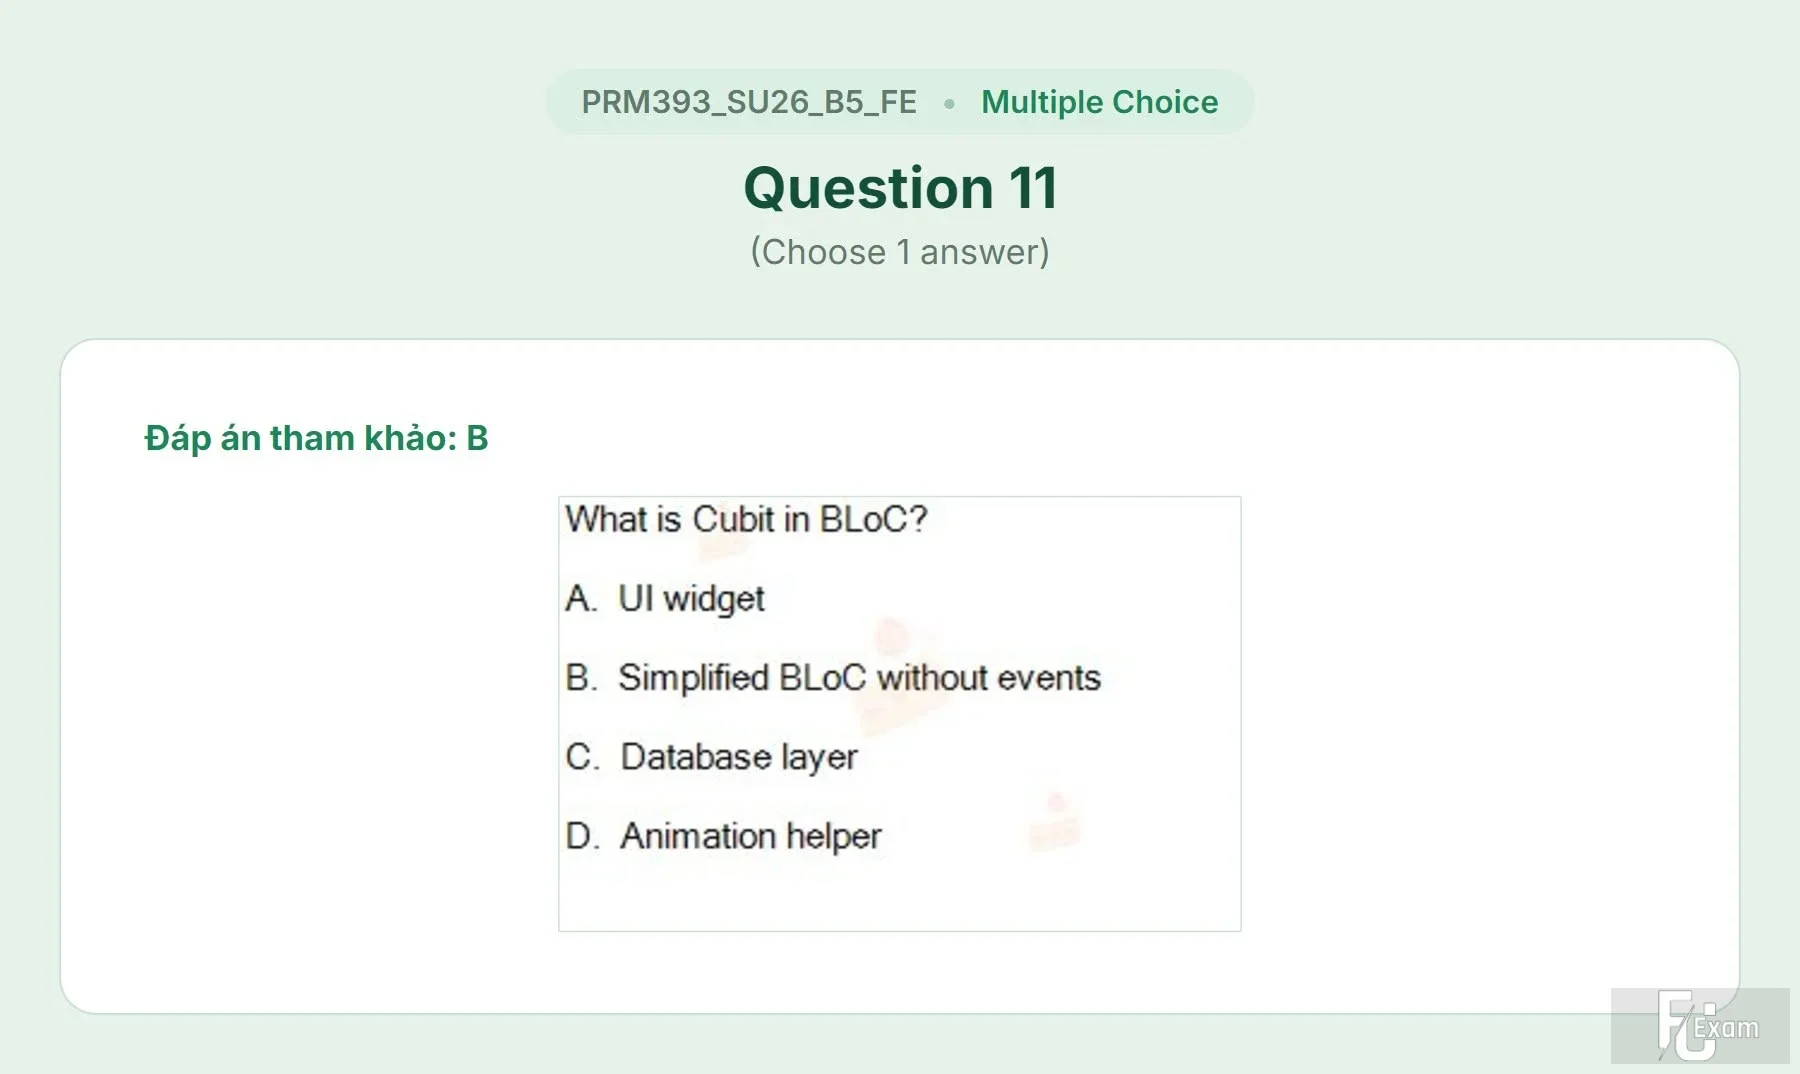 PRM393_SU26_B5_FE • Multiple Choice
Question 11
(Choose 1 answer)
Đáp án tham khảo: B
What is Cubit in BLoC?
A. UI widget
B. Simplified BLoC without events
C. Database layer
D. Animation helper
FU Exam